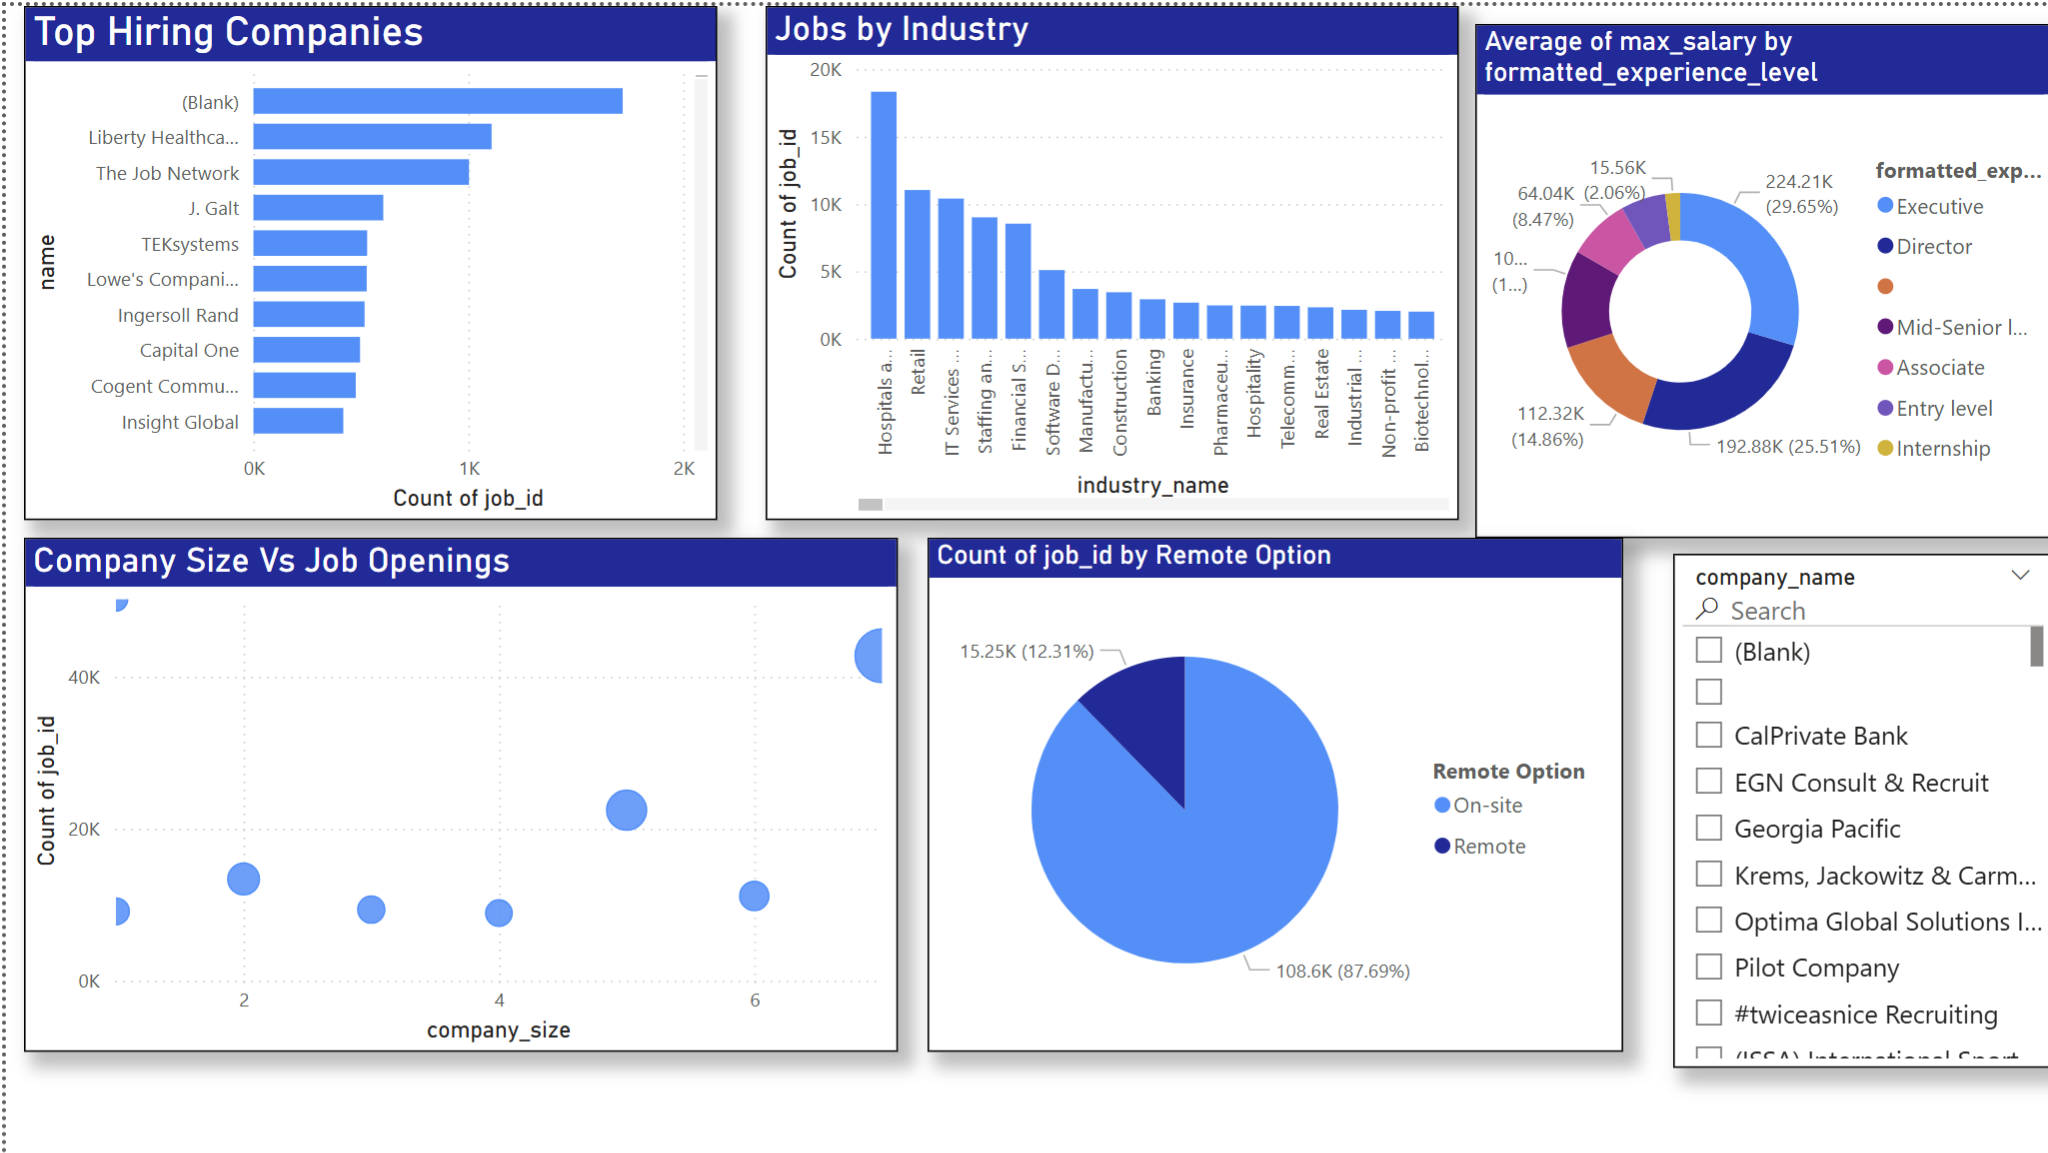 Top Hiring Companies
name
(Blank)
Liberty Healthca...
The Job Network
J. Galt
TEKsystems
Lowe's Compani...
Ingersoll Rand
Capital One
Cogent Commu...
Insight Global
0K 1K 2K
Count of job_id
Jobs by Industry
Count of job_id
20K
15K
10K
5K
0K
Hospitals a...
Retail
IT Services ...
Staffing an...
Financial S...
Software D...
Manufactu...
Construction
Banking
Insurance
Pharmaceu...
Hospitality
Telecomm...
Real Estate
Industrial ...
Non-profit ...
Biotechnol...
industry_name
Average of max_salary by
formatted_experience_level
15.56K
(2.06%)
64.04K
(8.47%)
10...
(1...)
112.32K
(14.86%)
192.88K (25.51%)
224.21K
(29.65%)
formatted_exp...
Executive
Director
Mid-Senior l...
Associate
Entry level
Internship
Company Size Vs Job Openings
Count of job_id
40K
20K
0K
2 4 6
company_size
Count of job_id by Remote Option
15.25K (12.31%)
108.6K (87.69%)
Remote Option
On-site
Remote
company_name
Search
(Blank)
CalPrivate Bank
EGN Consult & Recruit
Georgia Pacific
Krems, Jackowitz & Carm...
Optima Global Solutions I...
Pilot Company
#twiceasnice Recruiting
(ISSA) International Sport...